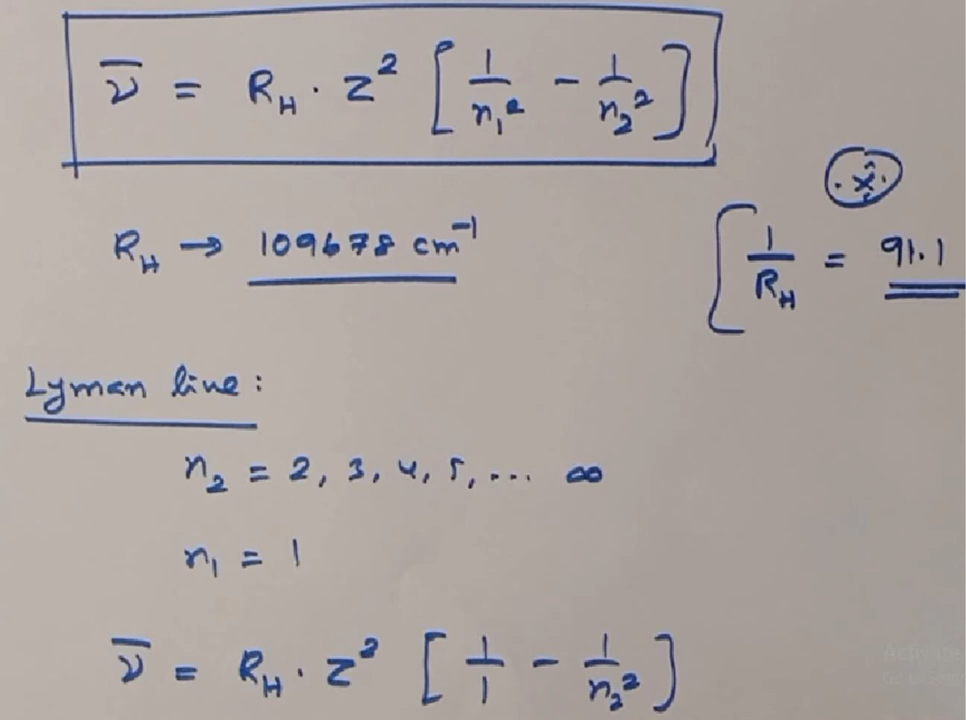 ν̄ = R_H · Z² [1/n₁² − 1/n₂²]
R_H → 109678 cm⁻¹
[1/R_H = 91.1
Lyman line:
n₂ = 2, 3, 4, 5, ... ∞
n₁ = 1
ν̄ = R_H · Z² [1/1 − 1/n₂²]